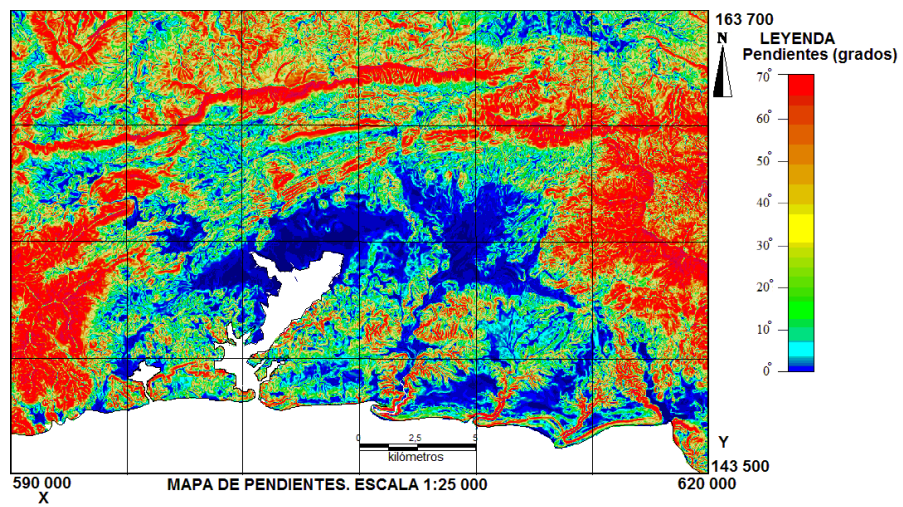 163 700
N
LEYENDA
Pendientes (grados)
70°
60
50°
40
30°
20°
10°
0°
0 2,5 5
kilómetros
Y
143 500
590 000
X
MAPA DE PENDIENTES. ESCALA 1:25 000
620 000